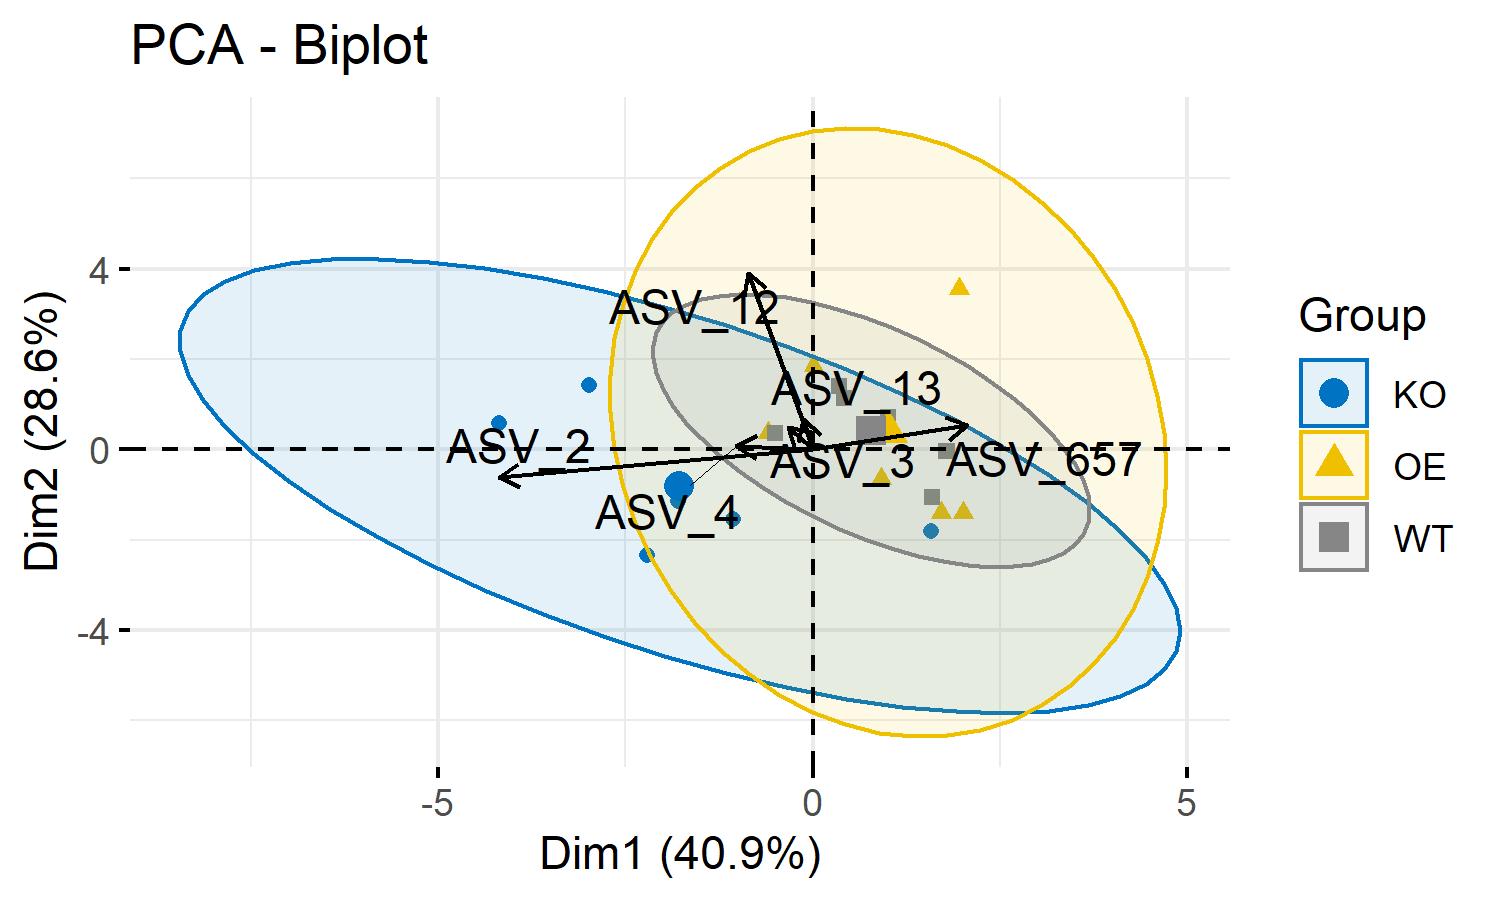 PCA - Biplot
Dim2 (28.6%)
4
0
-4
ASV_12
ASV_13
ASV_2
ASV_3
ASV_657
ASV_4
-5
0
5
Dim1 (40.9%)
Group
KO
OE
WT